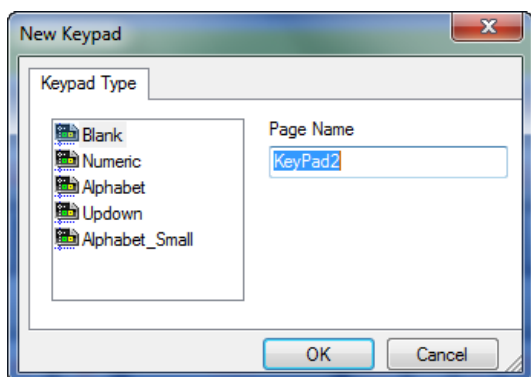 New Keypad
Keypad Type
Blank
Numeric
Alphabet
Updown
Alphabet_Small
Page Name
KeyPad2
OK
Cancel